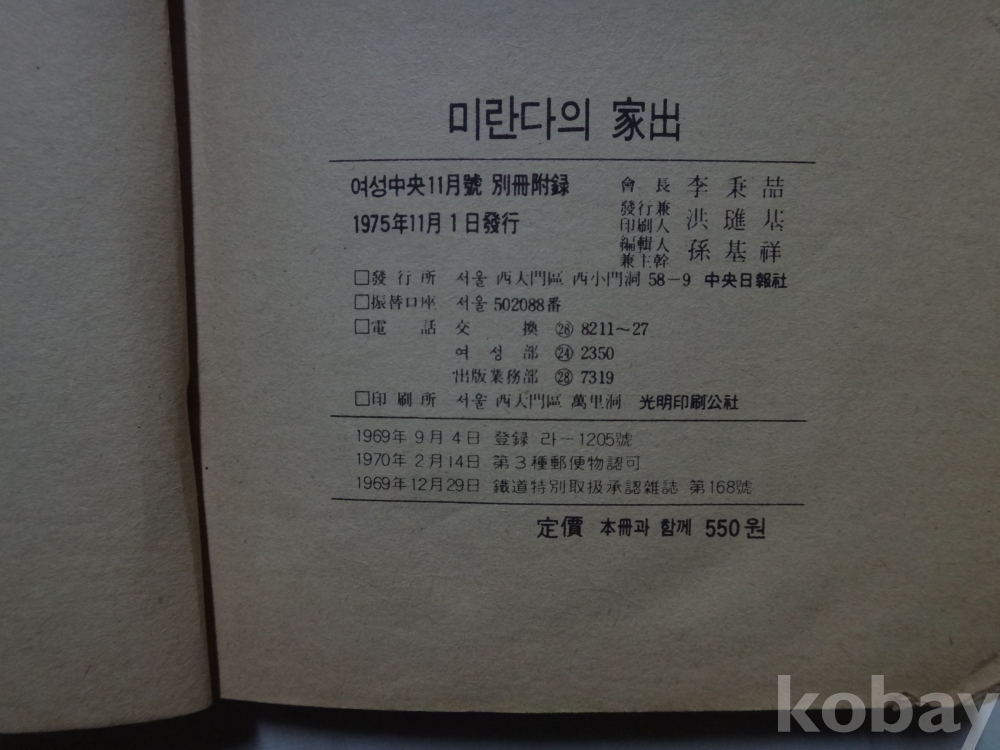 미란다의 家出
여성中央11月號 別冊附録
1975年11月1日發行
會長 李秉喆
發行兼
印刷人 洪璡基
編輯人
兼主幹 孫基祥
□發行所 서울 西大門區 西小門洞 58-9 中央日報社
□振替口座 서울 502088番
□電話 交換 ㉘ 8211~27
여성部 ㉔ 2350
出版業務部 ㉘ 7319
□印刷所 서울 西大門區 萬里洞 光明印刷公社
1969年 9月 4日 登録 라-1205號
1970年 2月14日 第3種郵便物認可
1969年12月29日 鐵道特別取扱承認雜誌 第168號
定價 本冊과 함께 550원
kobay